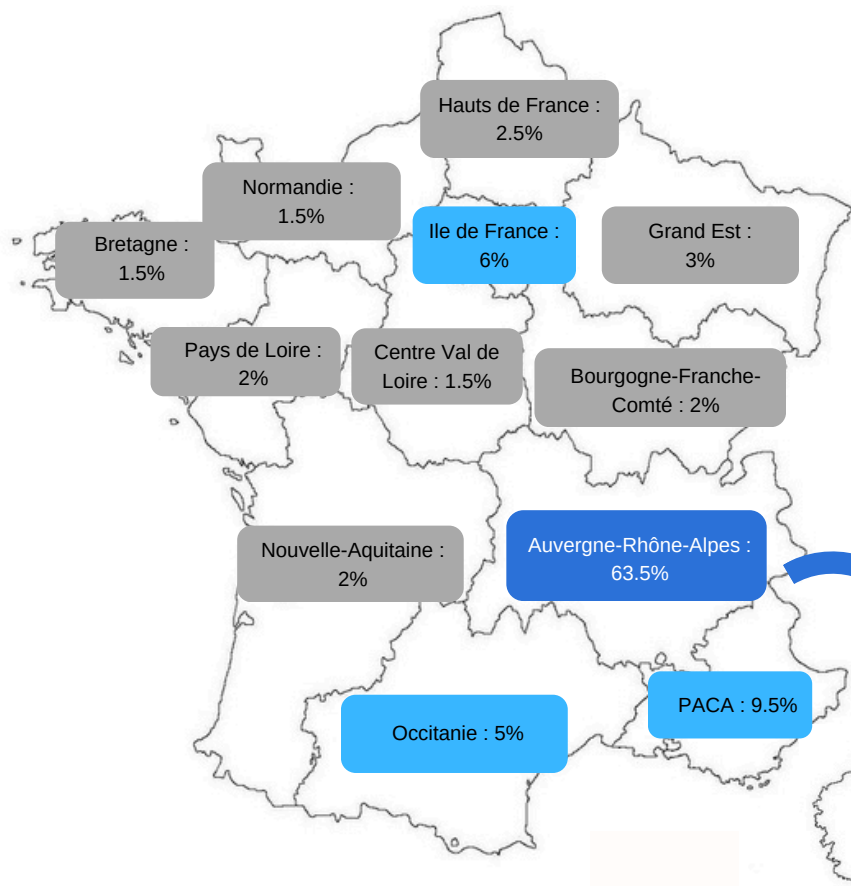 Hauts de France :
2.5%
Normandie :
1.5%
Ile de France :
6%
Grand Est :
3%
Bretagne :
1.5%
Pays de Loire :
2%
Centre Val de
Loire : 1.5%
Bourgogne-Franche-
Comté : 2%
Nouvelle-Aquitaine :
2%
Auvergne-Rhône-Alpes :
63.5%
PACA : 9.5%
Occitanie : 5%